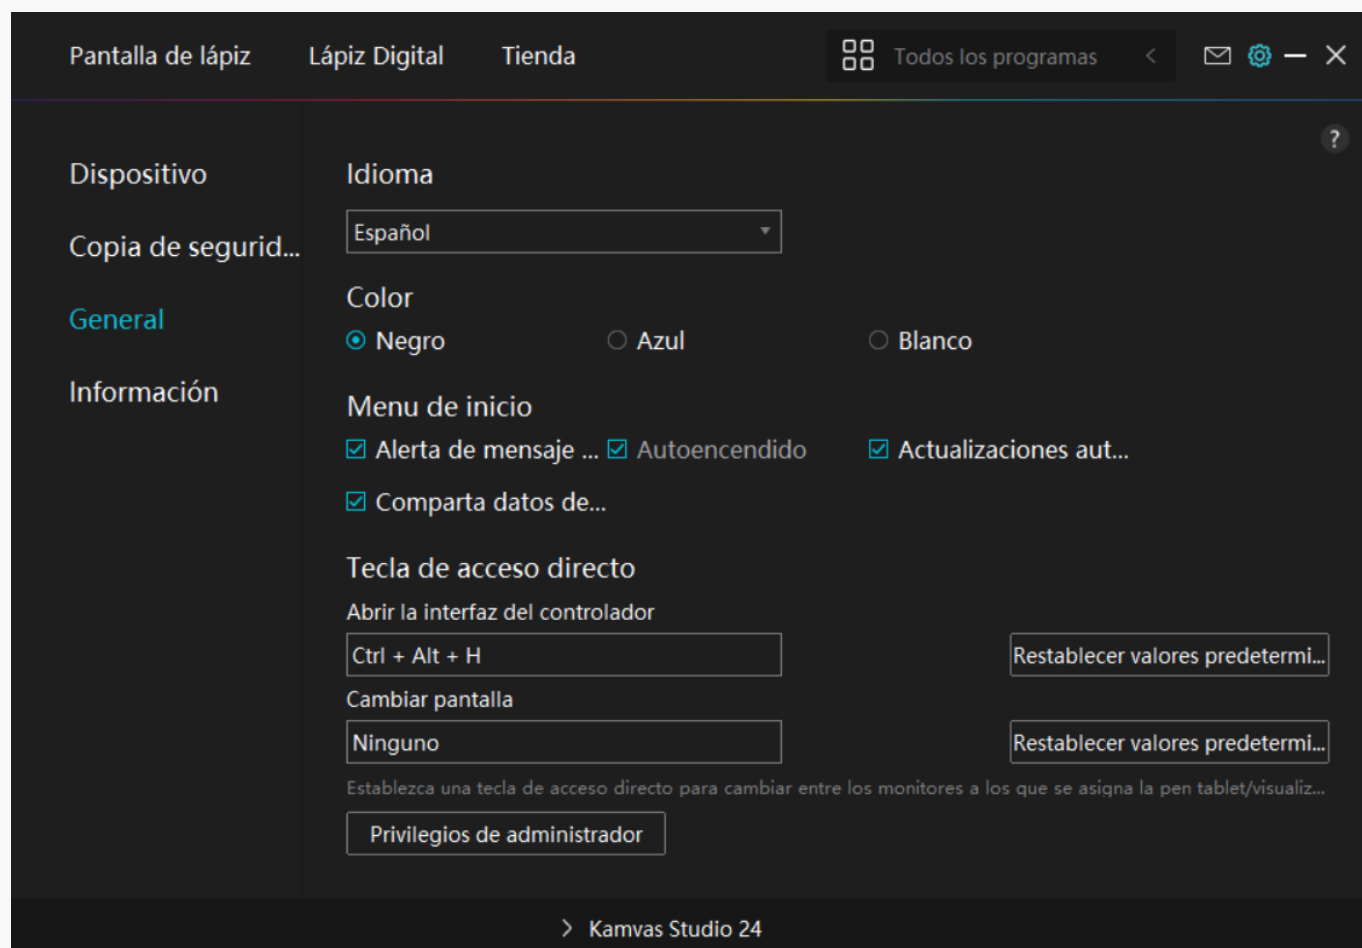 Pantalla de lápiz Lápiz Digital Tienda Todos los programas
?
Dispositivo
Copia de segurid...
General
Información
Idioma
Español
Color
Negro Azul Blanco
Menu de inicio
Alerta de mensaje ... Autoencendido Actualizaciones aut...
Comparta datos de...
Tecla de acceso directo
Abrir la interfaz del controlador
Ctrl + Alt + H Restablecer valores predetermi...
Cambiar pantalla
Ninguno Restablecer valores predetermi...
Establezca una tecla de acceso directo para cambiar entre los monitores a los que se asigna la pen tablet/visualiz...
Privilegios de administrador
Kamvas Studio 24